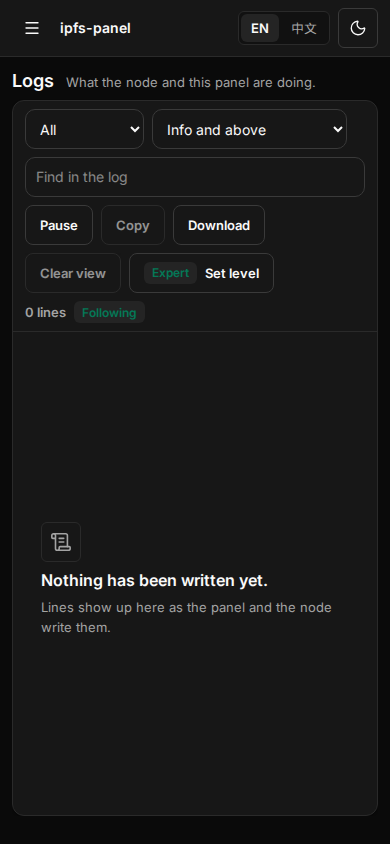 ipfs-panel
EN 中文
Logs What the node and this panel are doing.
All Info and above
Find in the log
Pause Copy Download
Clear view Expert Set level
0 lines Following
Nothing has been written yet.
Lines show up here as the panel and the node
write them.